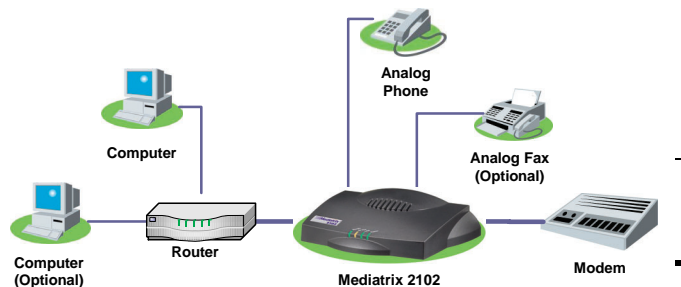 Analog
Phone
Computer
Analog Fax
(Optional)
Router
Computer
(Optional)
Mediatrix 2102
Modem